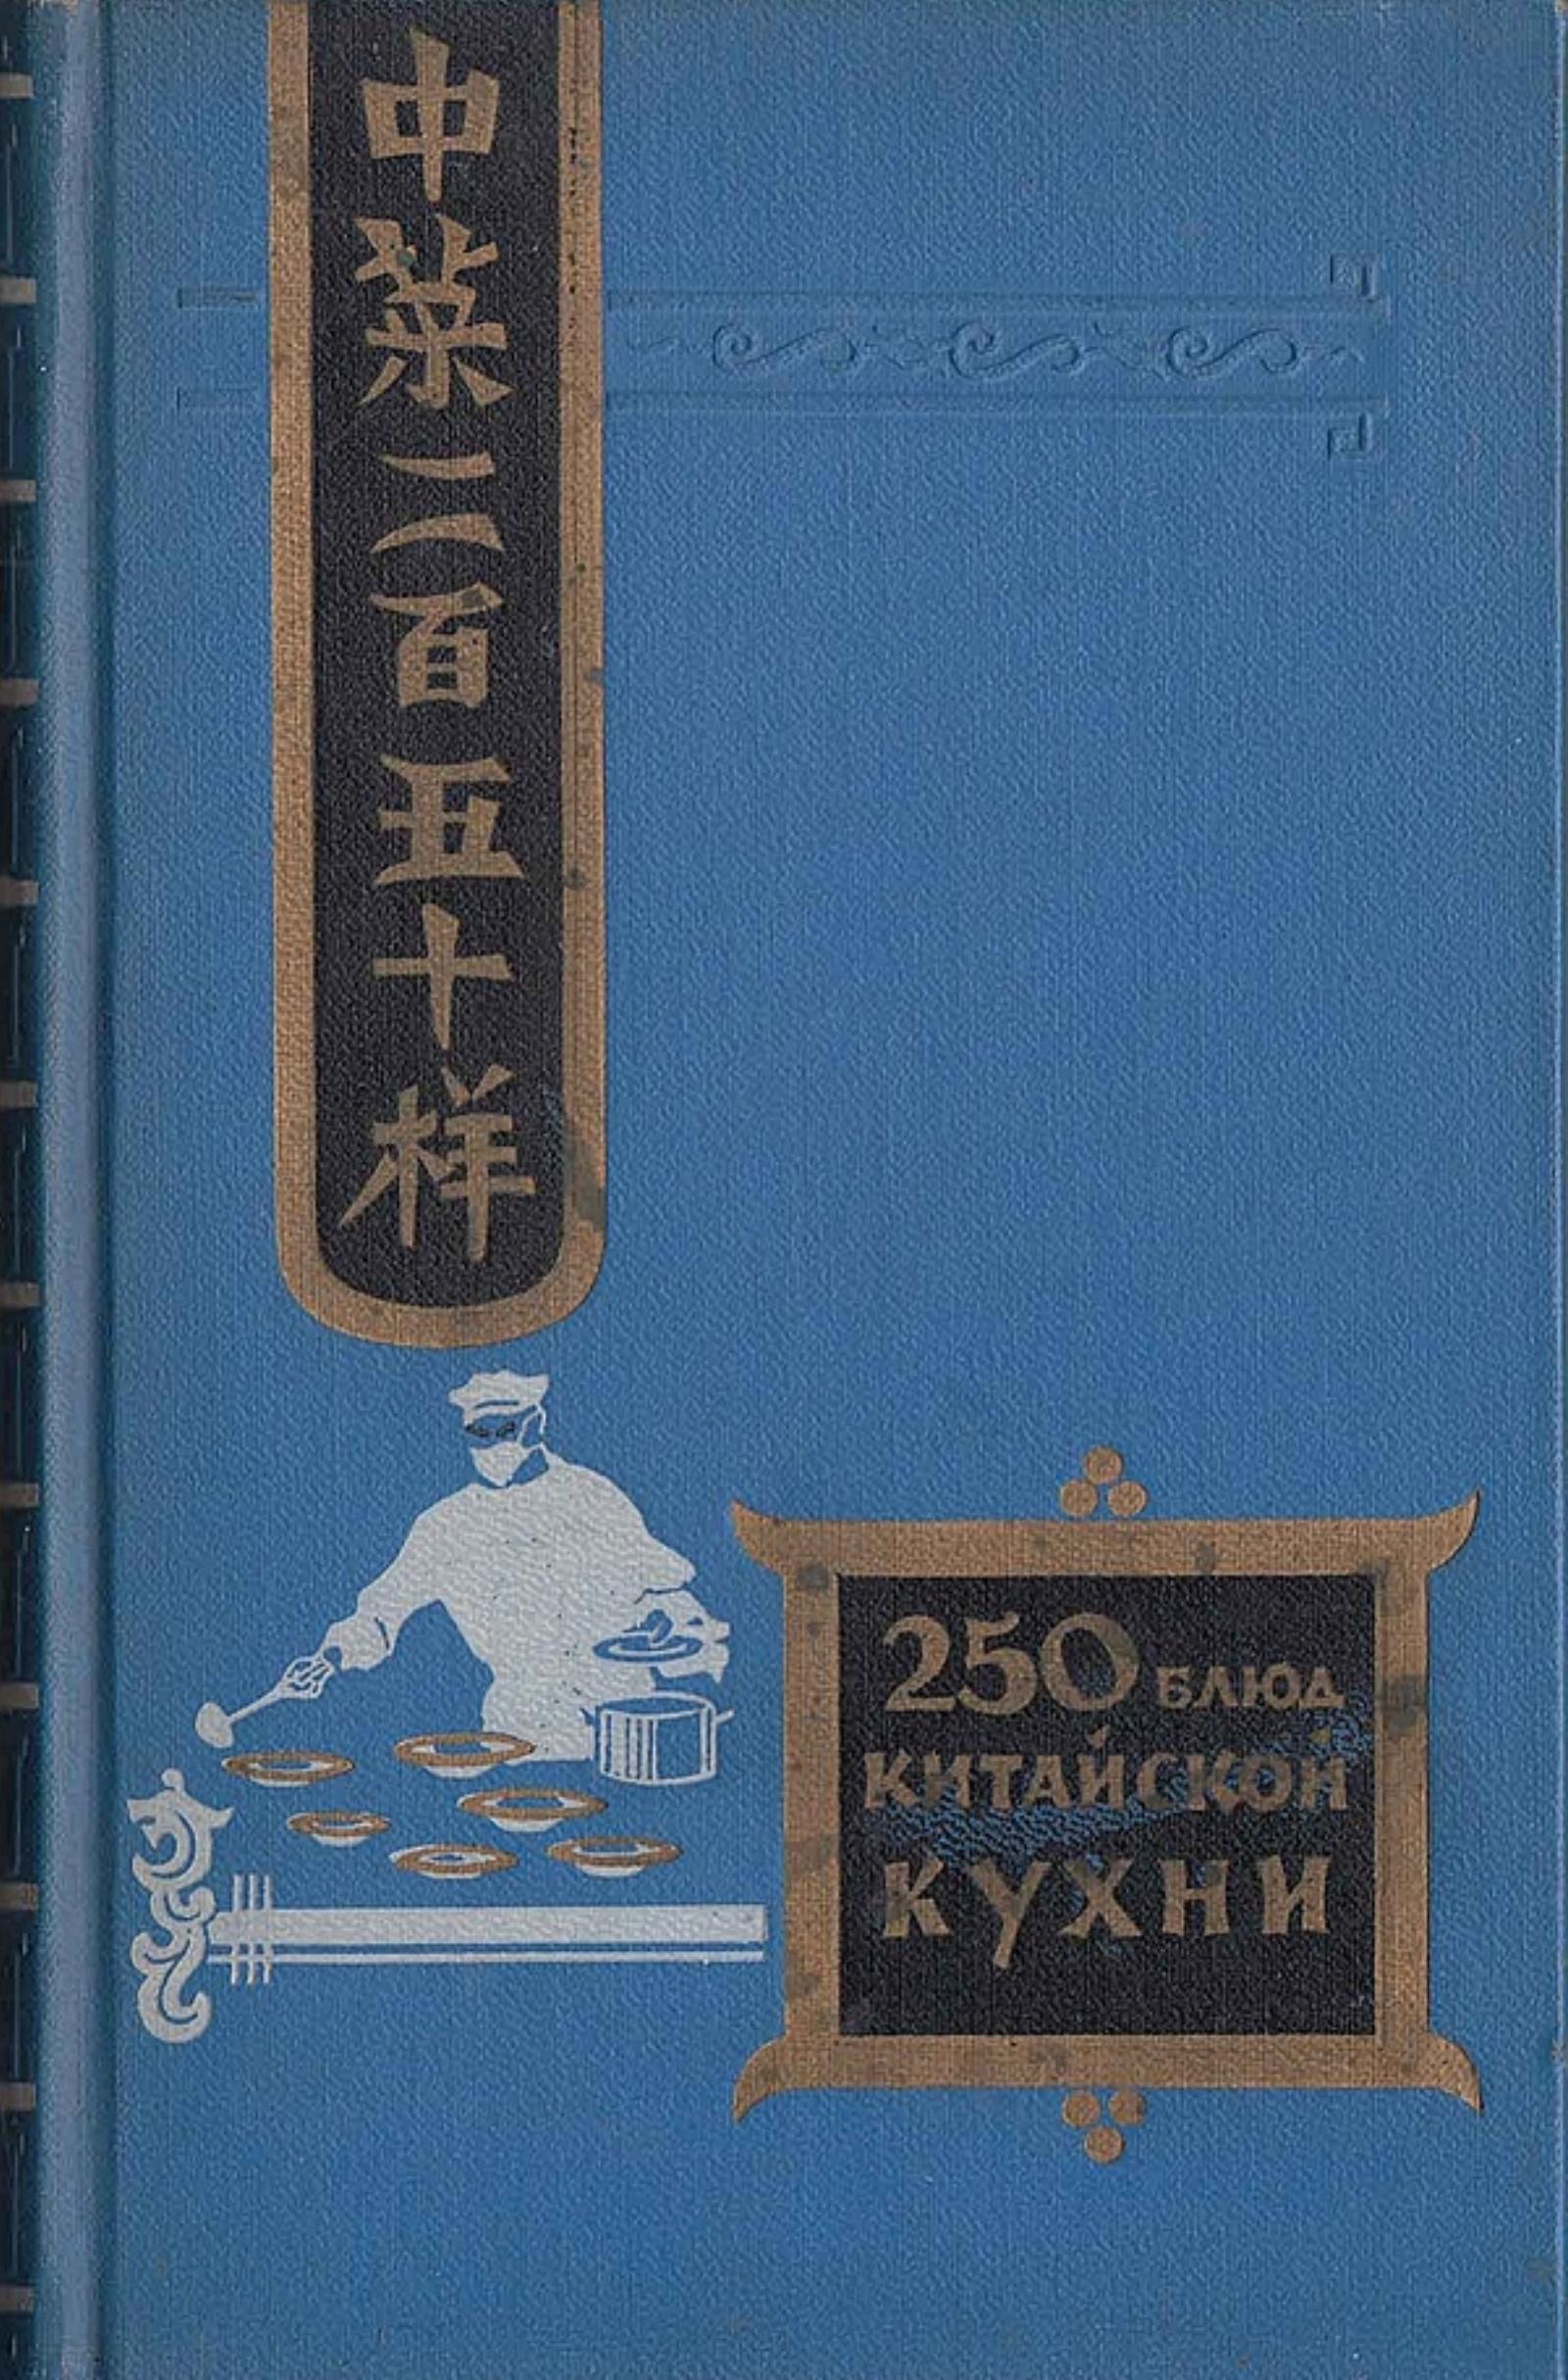 中菜二百五十样
250 БЛЮД
КИТАЙСКОЙ
КУХНИ